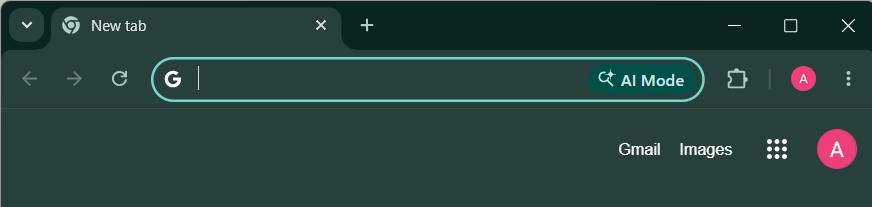 New tab
G AI Mode A
Gmail Images A